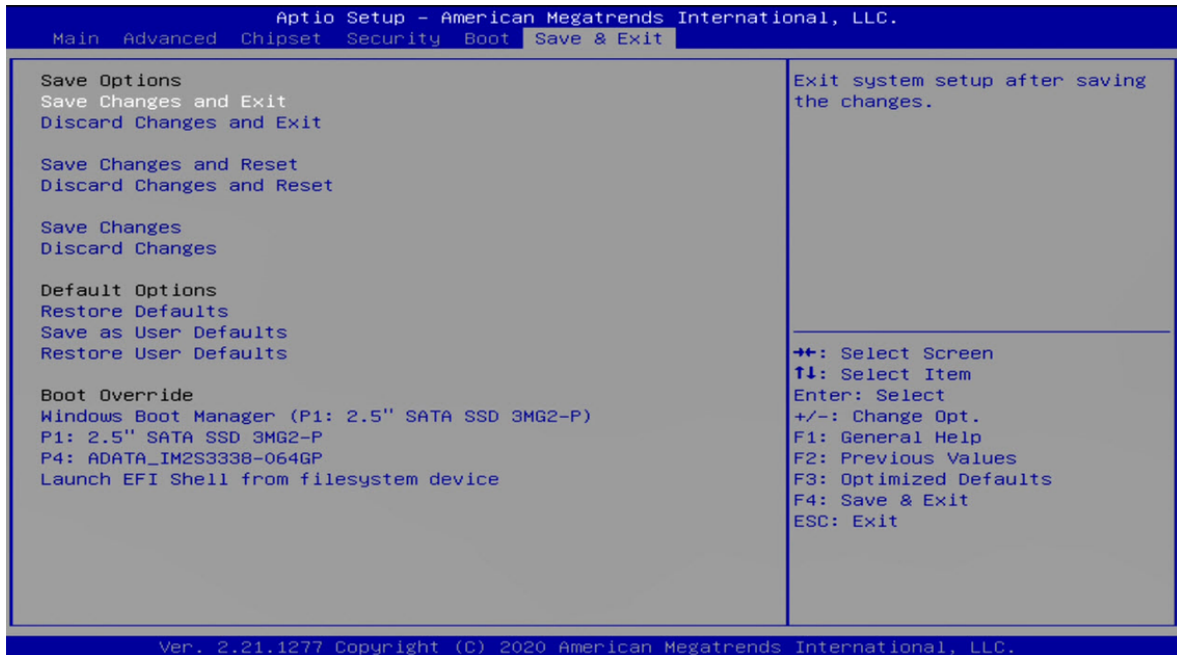 Aptio Setup – American Megatrends International, LLC.
Main Advanced Chipset Security Boot Save & Exit
Save Options
Save Changes and Exit
Discard Changes and Exit
Save Changes and Reset
Discard Changes and Reset
Save Changes
Discard Changes
Default Options
Restore Defaults
Save as User Defaults
Restore User Defaults
Boot Override
Windows Boot Manager (P1: 2.5" SATA SSD 3MG2-P)
P1: 2.5" SATA SSD 3MG2-P
P4: ADATA_IM2S3338-064GP
Launch EFI Shell from filesystem device
Exit system setup after saving
the changes.
→←: Select Screen
↑↓: Select Item
Enter: Select
+/-: Change Opt.
F1: General Help
F2: Previous Values
F3: Optimized Defaults
F4: Save & Exit
ESC: Exit
Ver. 2.21.1277 Copyright (C) 2020 American Megatrends International, LLC.